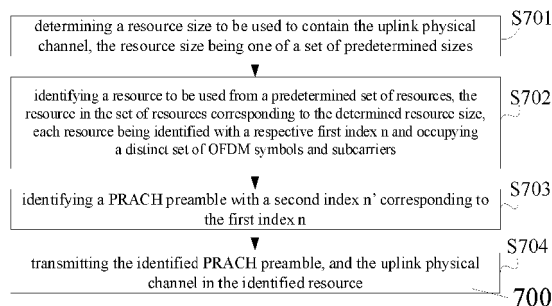 determining a resource size to be used to contain the uplink physical
channel, the resource size being one of a set of predetermined sizes
S701
identifying a resource to be used from a predetermined set of resources, the
resource in the set of resources corresponding to the determined resource size,
each resource being identified with a respective first index n and occupying
a distinct set of OFDM symbols and subcarriers
S702
identifying a PRACH preamble with a second index n’ corresponding to
the first index n
S703
transmitting the identified PRACH preamble, and the uplink physical
channel in the identified resource
S704
700